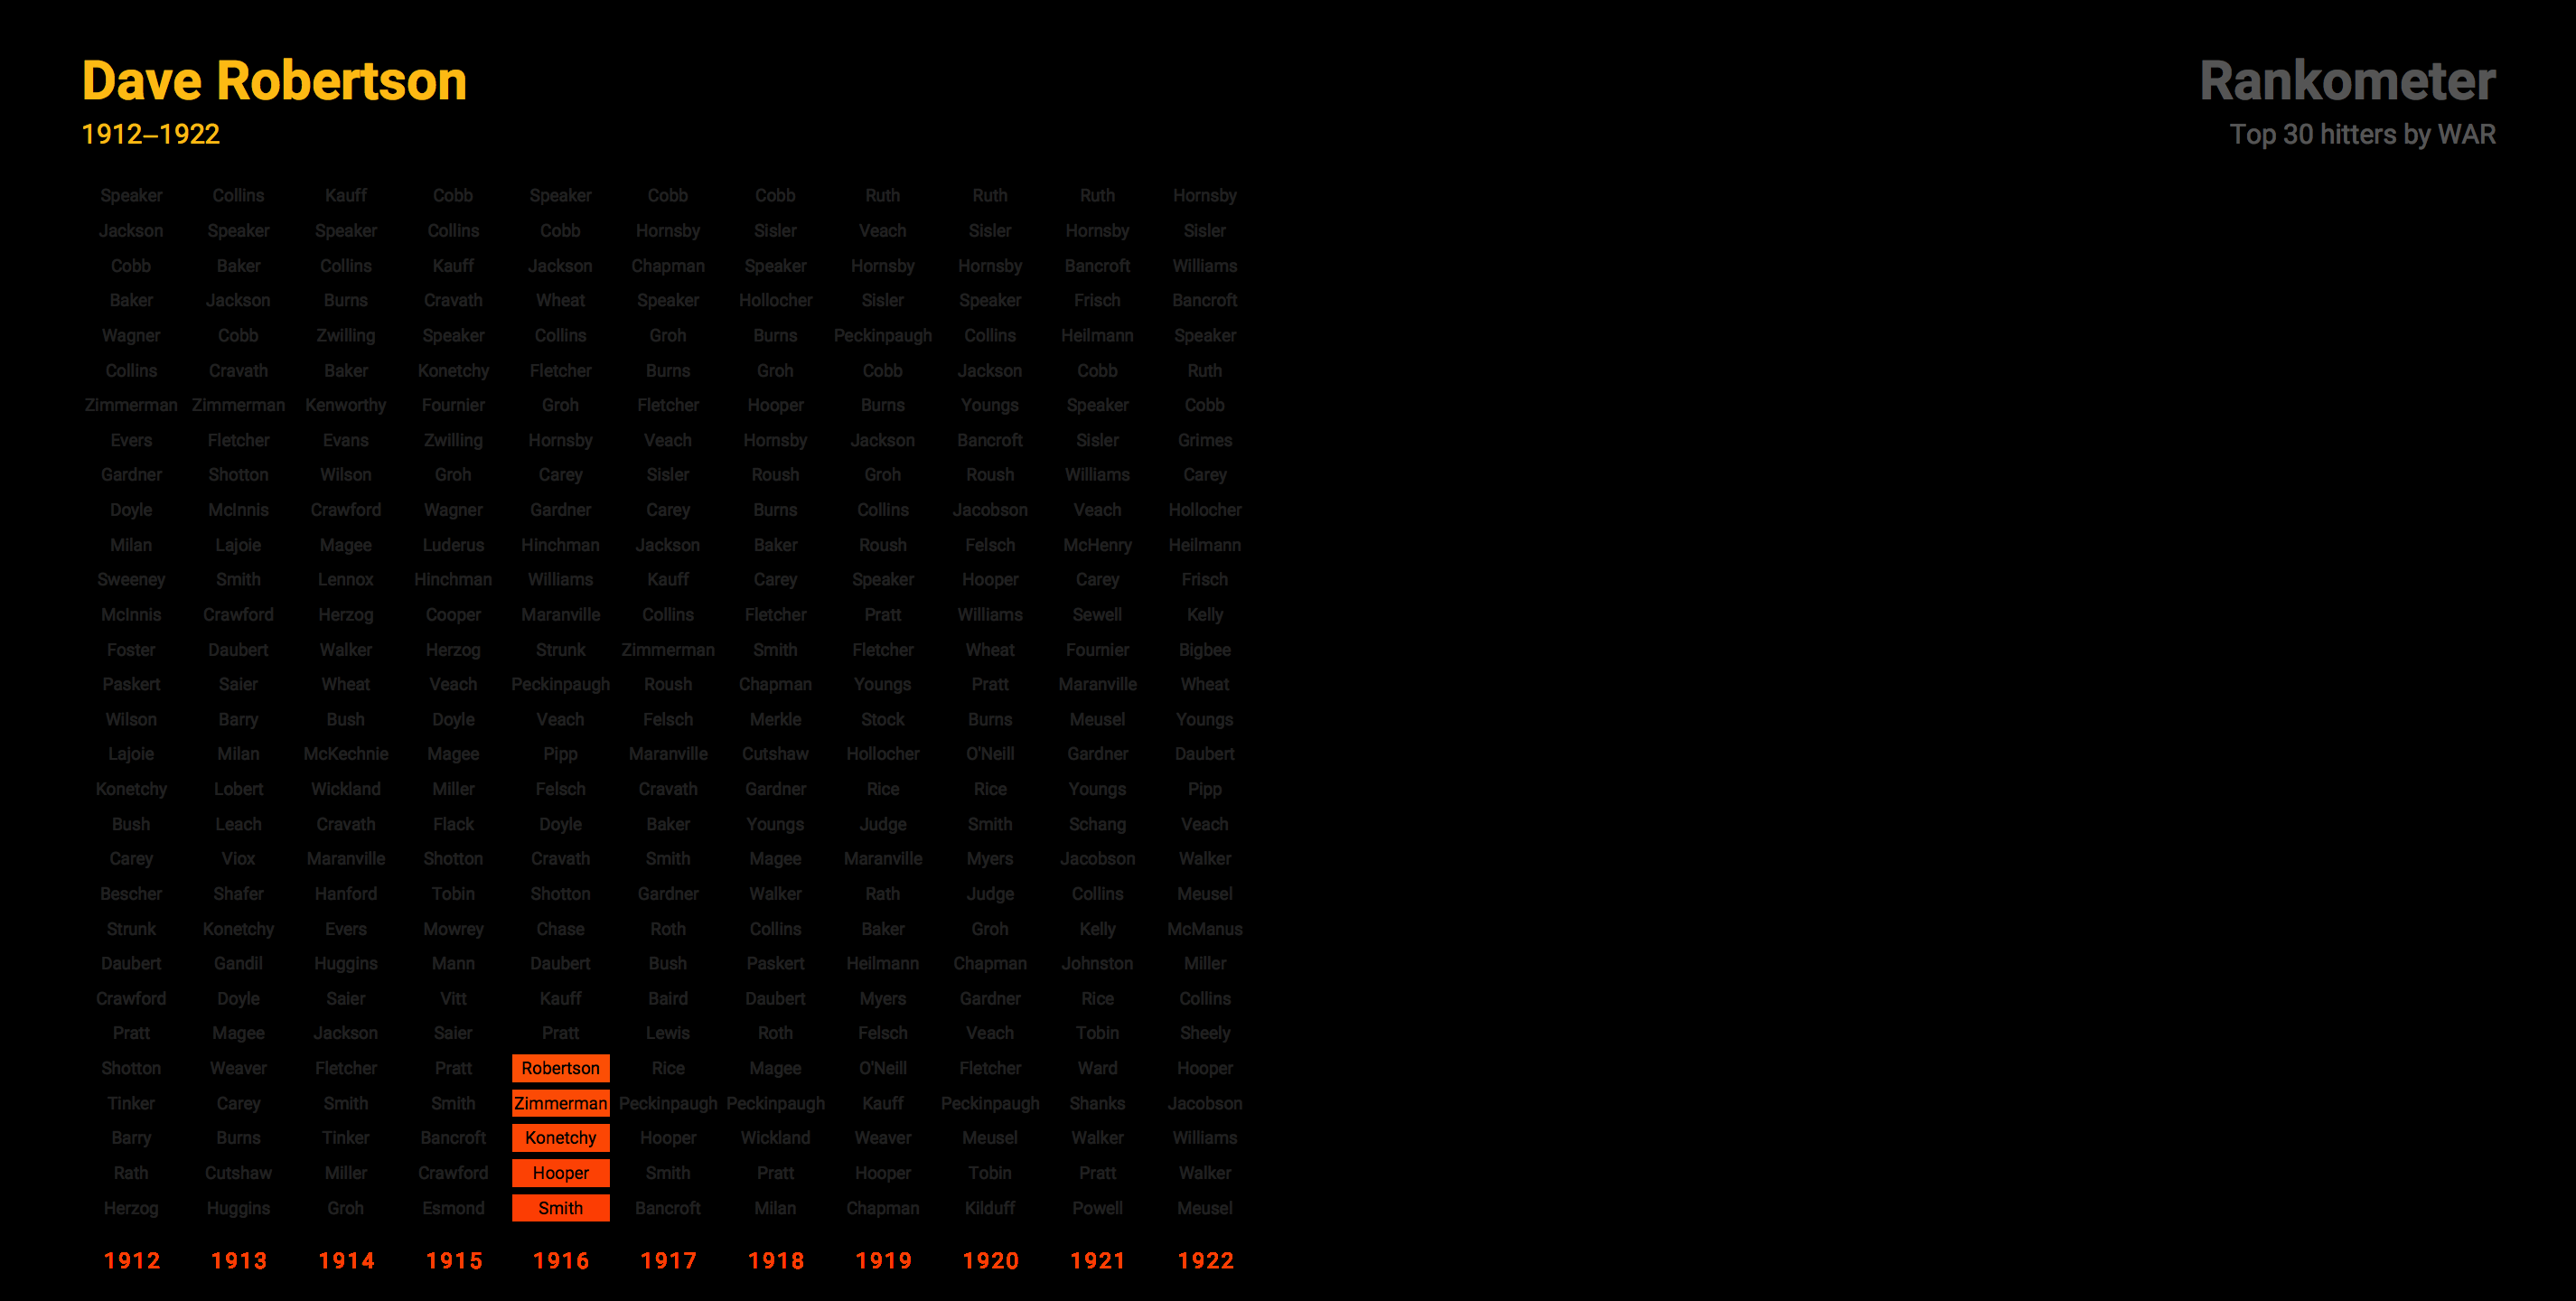 Dave Robertson
1912–1922
Rankometer
Top 30 hitters by WAR
Speaker Collins Kauff Cobb Speaker Cobb Cobb Ruth Ruth Ruth Hornsby
Jackson Speaker Speaker Collins Cobb Hornsby Sisler Veach Sisler Hornsby Sisler
Cobb Baker Collins Kauff Jackson Chapman Speaker Hornsby Hornsby Bancroft Williams
Baker Jackson Burns Cravath Wheat Speaker Hollocher Sisler Speaker Frisch Bancroft
Wagner Cobb Zwilling Speaker Collins Groh Burns Peckinpaugh Collins Heilmann Speaker
Collins Cravath Baker Konetchy Fletcher Burns Groh Cobb Jackson Cobb Ruth
Zimmerman Zimmerman Kenworthy Fournier Groh Fletcher Hooper Burns Youngs Speaker Cobb
Evers Fletcher Evans Zwilling Hornsby Veach Hornsby Jackson Bancroft Sisler Grimes
Gardner Shotton Wilson Groh Carey Sisler Roush Groh Roush Williams Carey
Doyle McInnis Crawford Wagner Gardner Carey Burns Collins Jacobson Veach Hollocher
Milan Lajoie Magee Luderus Hinchman Jackson Baker Roush Felsch McHenry Heilmann
Sweeney Smith Lennox Hinchman Williams Kauff Carey Speaker Hooper Carey Frisch
McInnis Crawford Herzog Cooper Maranville Collins Fletcher Pratt Williams Sewell Kelly
Foster Daubert Walker Herzog Strunk Zimmerman Smith Fletcher Wheat Fournier Bigbee
Paskert Saier Wheat Veach Peckinpaugh Roush Chapman Youngs Pratt Maranville Wheat
Wilson Barry Bush Doyle Veach Felsch Merkle Stock Burns Meusel Youngs
Lajoie Milan McKechnie Magee Pipp Maranville Cutshaw Hollocher O'Neill Gardner Daubert
Konetchy Lobert Wickland Miller Felsch Cravath Gardner Rice Rice Youngs Pipp
Bush Leach Cravath Flack Doyle Baker Youngs Judge Smith Schang Veach
Carey Viox Maranville Shotton Cravath Smith Magee Maranville Myers Jacobson Walker
Bescher Shafer Hanford Tobin Shotton Gardner Walker Rath Judge Collins Meusel
Strunk Konetchy Evers Mowrey Chase Roth Collins Baker Groh Kelly McManus
Daubert Gandil Huggins Mann Daubert Bush Paskert Heilmann Chapman Johnston Miller
Crawford Doyle Saier Vitt Kauff Baird Daubert Myers Gardner Rice Collins
Pratt Magee Jackson Saier Pratt Lewis Roth Felsch Veach Tobin Sheely
Shotton Weaver Fletcher Pratt Robertson Rice Magee O'Neill Fletcher Ward Hooper
Tinker Carey Smith Smith Zimmerman Peckinpaugh Peckinpaugh Kauff Peckinpaugh Shanks Jacobson
Barry Burns Tinker Bancroft Konetchy Hooper Wickland Weaver Meusel Walker Williams
Rath Cutshaw Miller Crawford Hooper Smith Pratt Hooper Tobin Pratt Walker
Herzog Huggins Groh Esmond Smith Bancroft Milan Chapman Kilduff Powell Meusel
1912 1913 1914 1915 1916 1917 1918 1919 1920 1921 1922